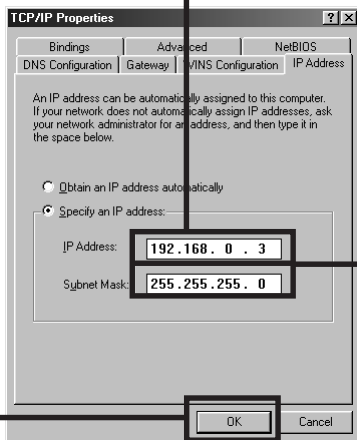 TCP/IP Properties
Bindings Advanced NetBIOS
DNS Configuration Gateway WINS Configuration IP Address
An IP address can be automatically assigned to this computer.
If your network does not automatically assign IP addresses, ask
your network administrator for an address, and then type it in
the space below.
Obtain an IP address automatically
Specify an IP address:
IP Address: 192.168. 0 . 3
Subnet Mask: 255.255.255. 0
OK Cancel